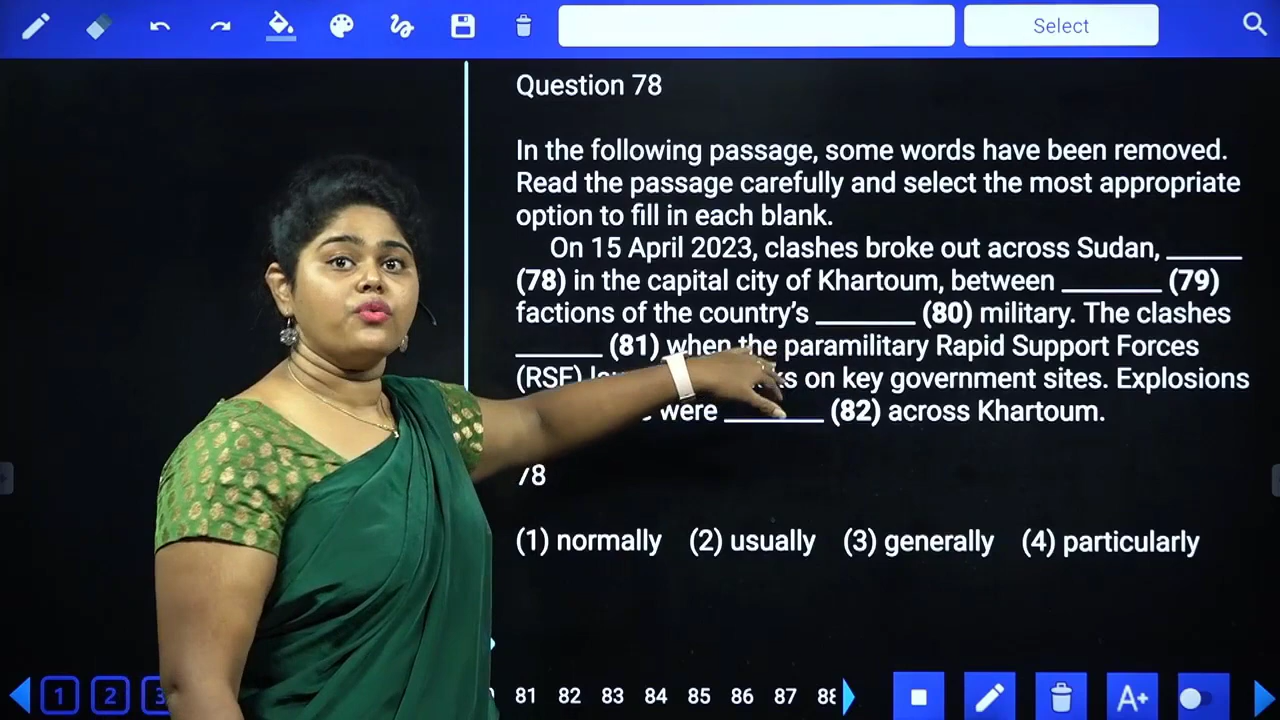 Select
Question 78
In the following passage, some words have been removed.
Read the passage carefully and select the most appropriate
option to fill in each blank.
On 15 April 2023, clashes broke out across Sudan, ______
(78) in the capital city of Khartoum, between ________ (79)
factions of the country's ________ (80) military. The clashes
_______ (81) when the paramilitary Rapid Support Forces
(RSF) on key government sites. Explosions
were ________ (82) across Khartoum.
78
(1) normally (2) usually (3) generally (4) particularly
1 2 3 81 82 83 84 85 86 87 88
A+